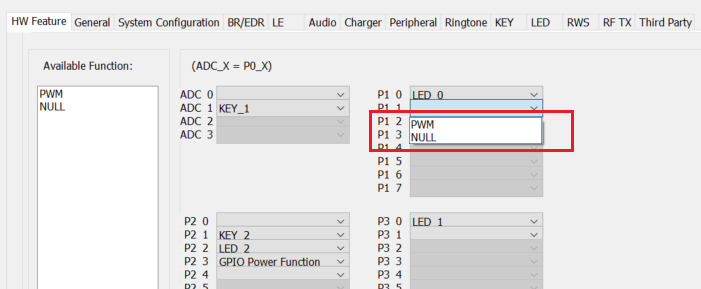 HW Feature General System Configuration BR/EDR LE Audio Charger Peripheral Ringtone KEY LED RWS RF TX Third Party
Available Function:
(ADC_X = P0_X)
PWM
NULL
ADC 0
ADC 1 KEY_1
ADC 2
ADC 3
P1 0 LED_0
P1 1
P1 2 PWM
P1 3 NULL
P1 4
P1 5
P1 6
P1 7
P2 0
P2 1 KEY_2
P2 2 LED_2
P2 3 GPIO Power Function
P2 4
P2 5
P3 0 LED_1
P3 1
P3 2
P3 3
P3 4
P3 5